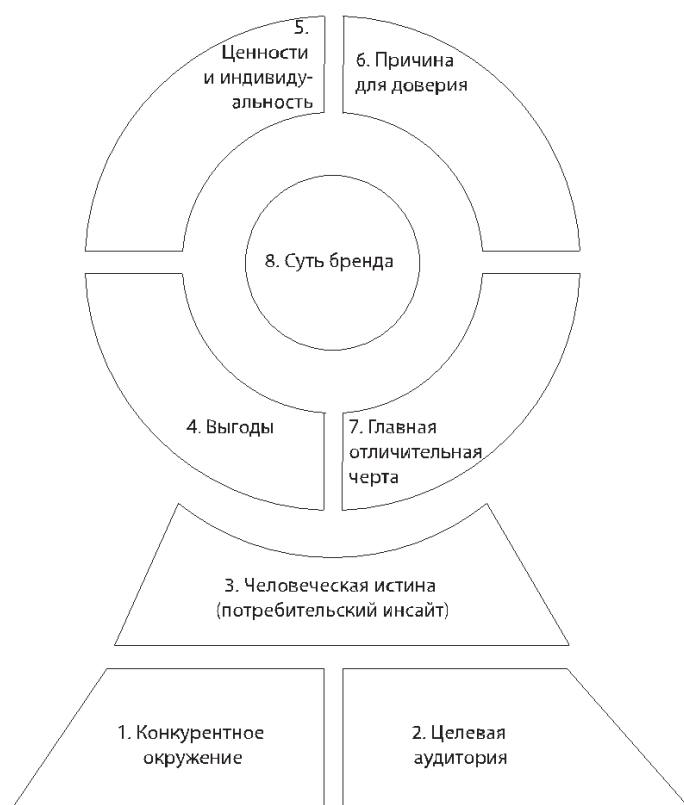 5.
Ценности
и индивиду-
альность
6. Причина
для доверия
8. Суть бренда
4. Выгоды
7. Главная
отличительная
черта
3. Человеческая истина
(потребительский инсайт)
1. Конкурентное
окружение
2. Целевая
аудитория